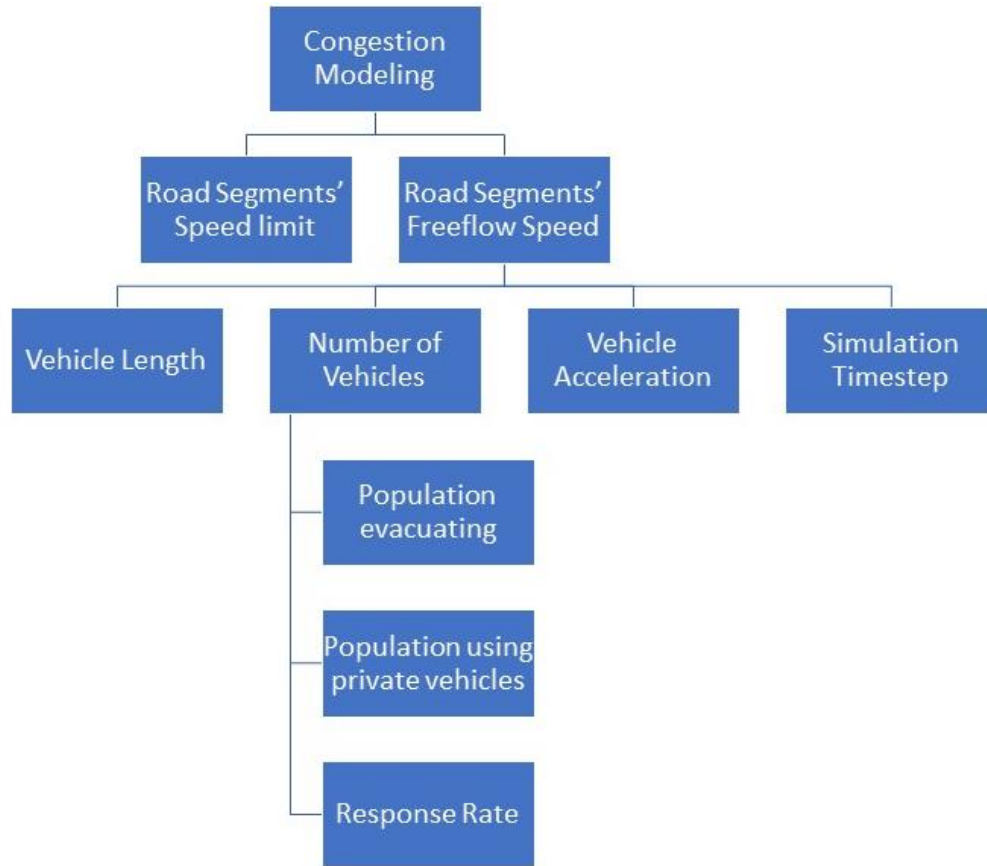 Congestion
Modeling
Road Segments’
Speed limit
Road Segments’
Freeflow Speed
Vehicle Length
Number of
Vehicles
Vehicle
Acceleration
Simulation
Timestep
Population
evacuating
Population using
private vehicles
Response Rate